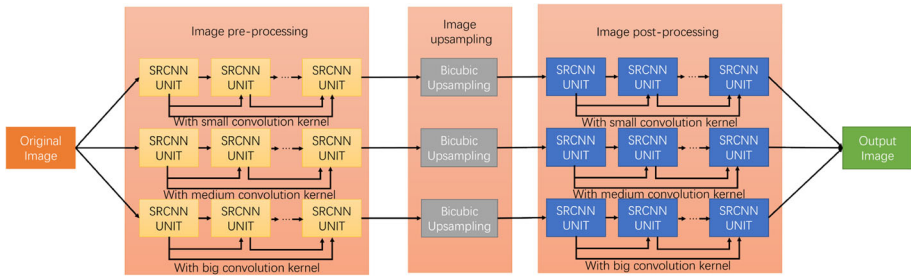 Image pre-processing
Image
upsampling
Image post-processing
SRCNN
UNIT
SRCNN
UNIT
SRCNN
UNIT
Bicubic
Upsampling
SRCNN
UNIT
SRCNN
UNIT
SRCNN
UNIT
With small convolution kernel
With small convolution kernel
Original
Image
SRCNN
UNIT
SRCNN
UNIT
SRCNN
UNIT
Bicubic
Upsampling
SRCNN
UNIT
SRCNN
UNIT
SRCNN
UNIT
Output
Image
With medium convolution kernel
With medium convolution kernel
SRCNN
UNIT
SRCNN
UNIT
SRCNN
UNIT
Bicubic
Upsampling
SRCNN
UNIT
SRCNN
UNIT
SRCNN
UNIT
With big convolution kernel
With big convolution kernel